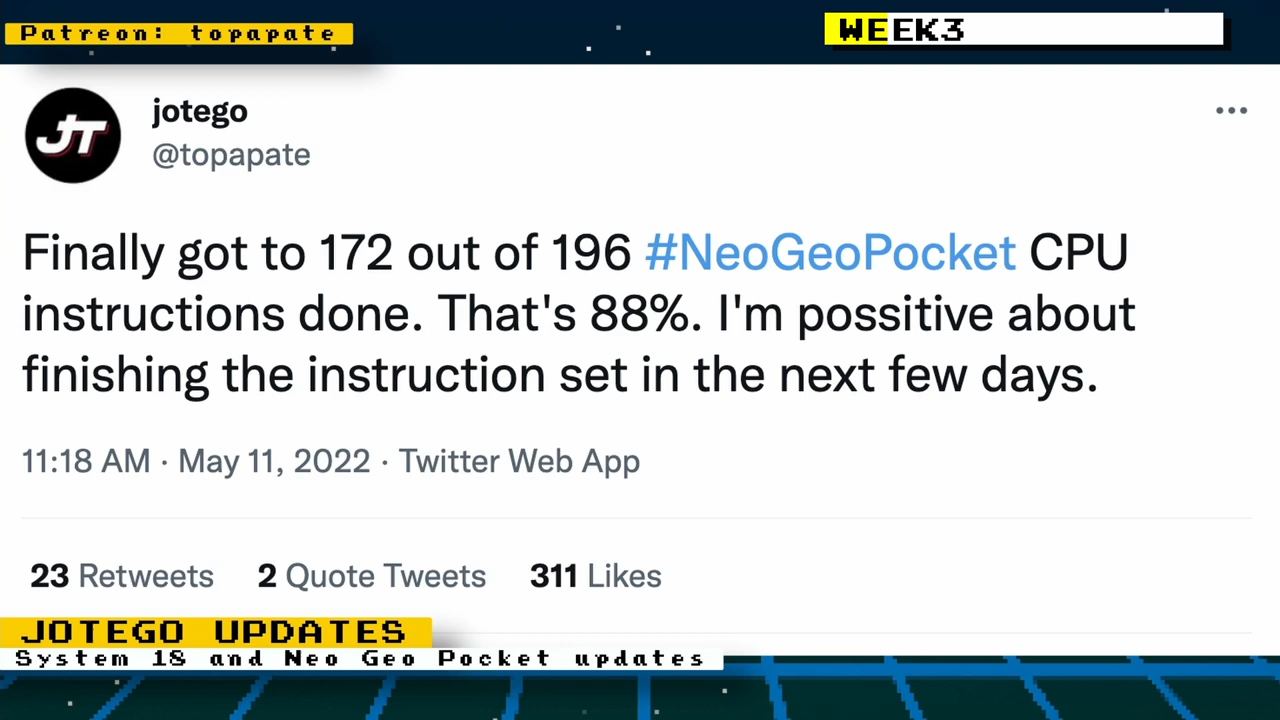 Patreon: topapate
WEEK3
JT
jotego
@topapate
Finally got to 172 out of 196 #NeoGeoPocket CPU
instructions done. That's 88%. I'm possitive about
finishing the instruction set in the next few days.
11:18 AM · May 11, 2022 · Twitter Web App
23 Retweets 2 Quote Tweets 311 Likes
JOTEGO UPDATES
System 18 and Neo Geo Pocket updates